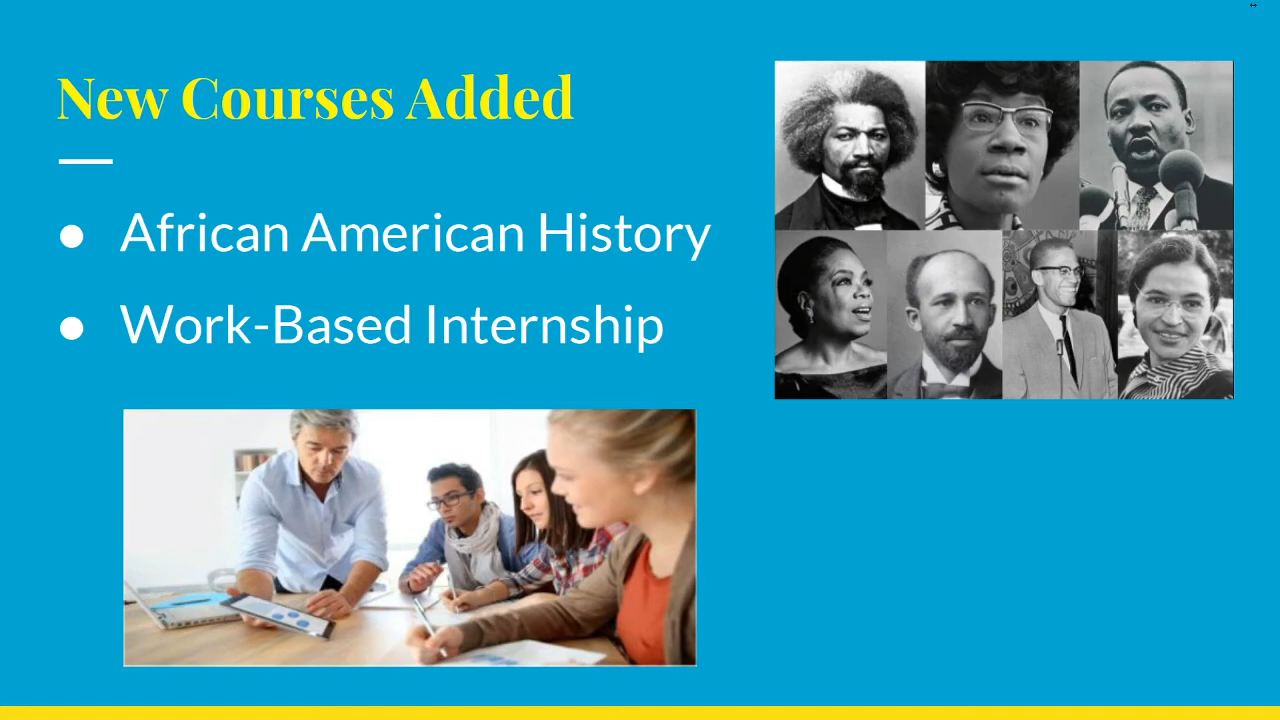 New Courses Added
● African American History
● Work-Based Internship